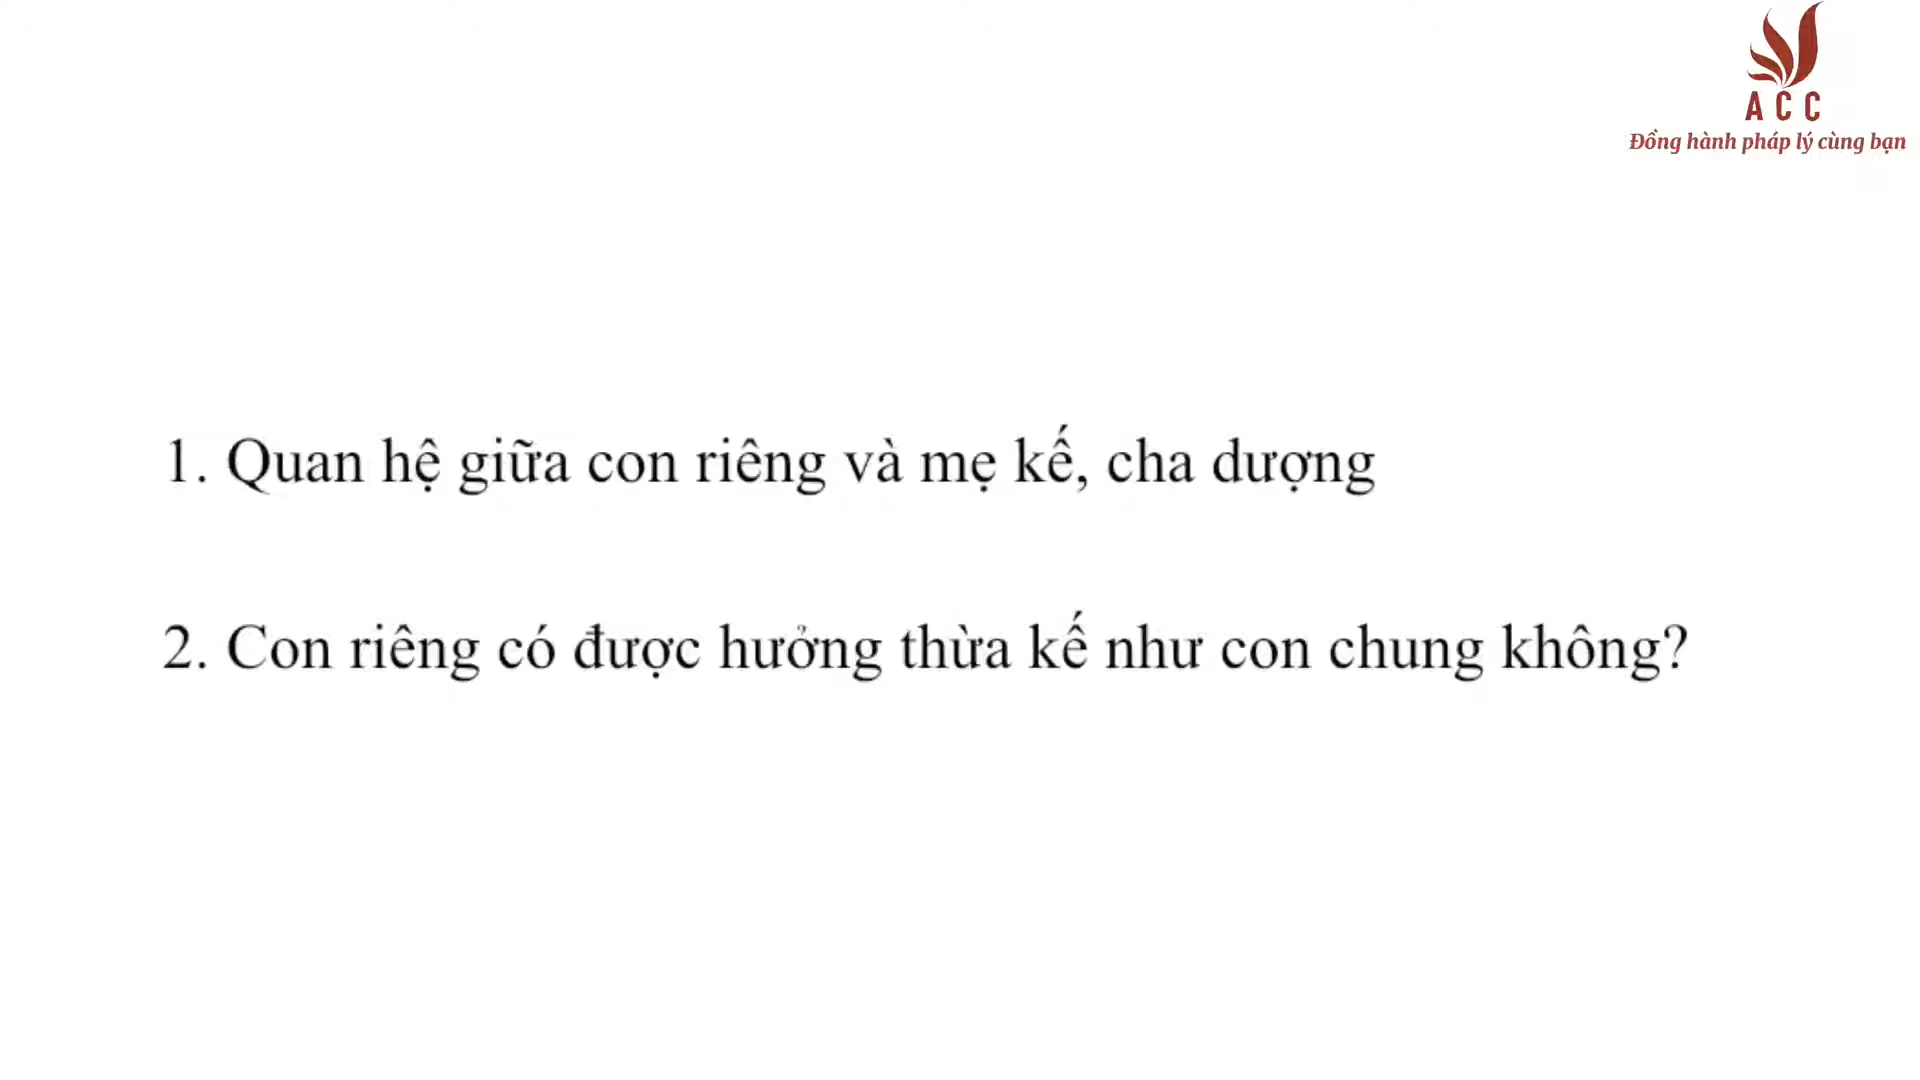 ACC
Đồng hành pháp lý cùng bạn
1. Quan hệ giữa con riêng và mẹ kế, cha dượng
2. Con riêng có được hưởng thừa kế như con chung không?